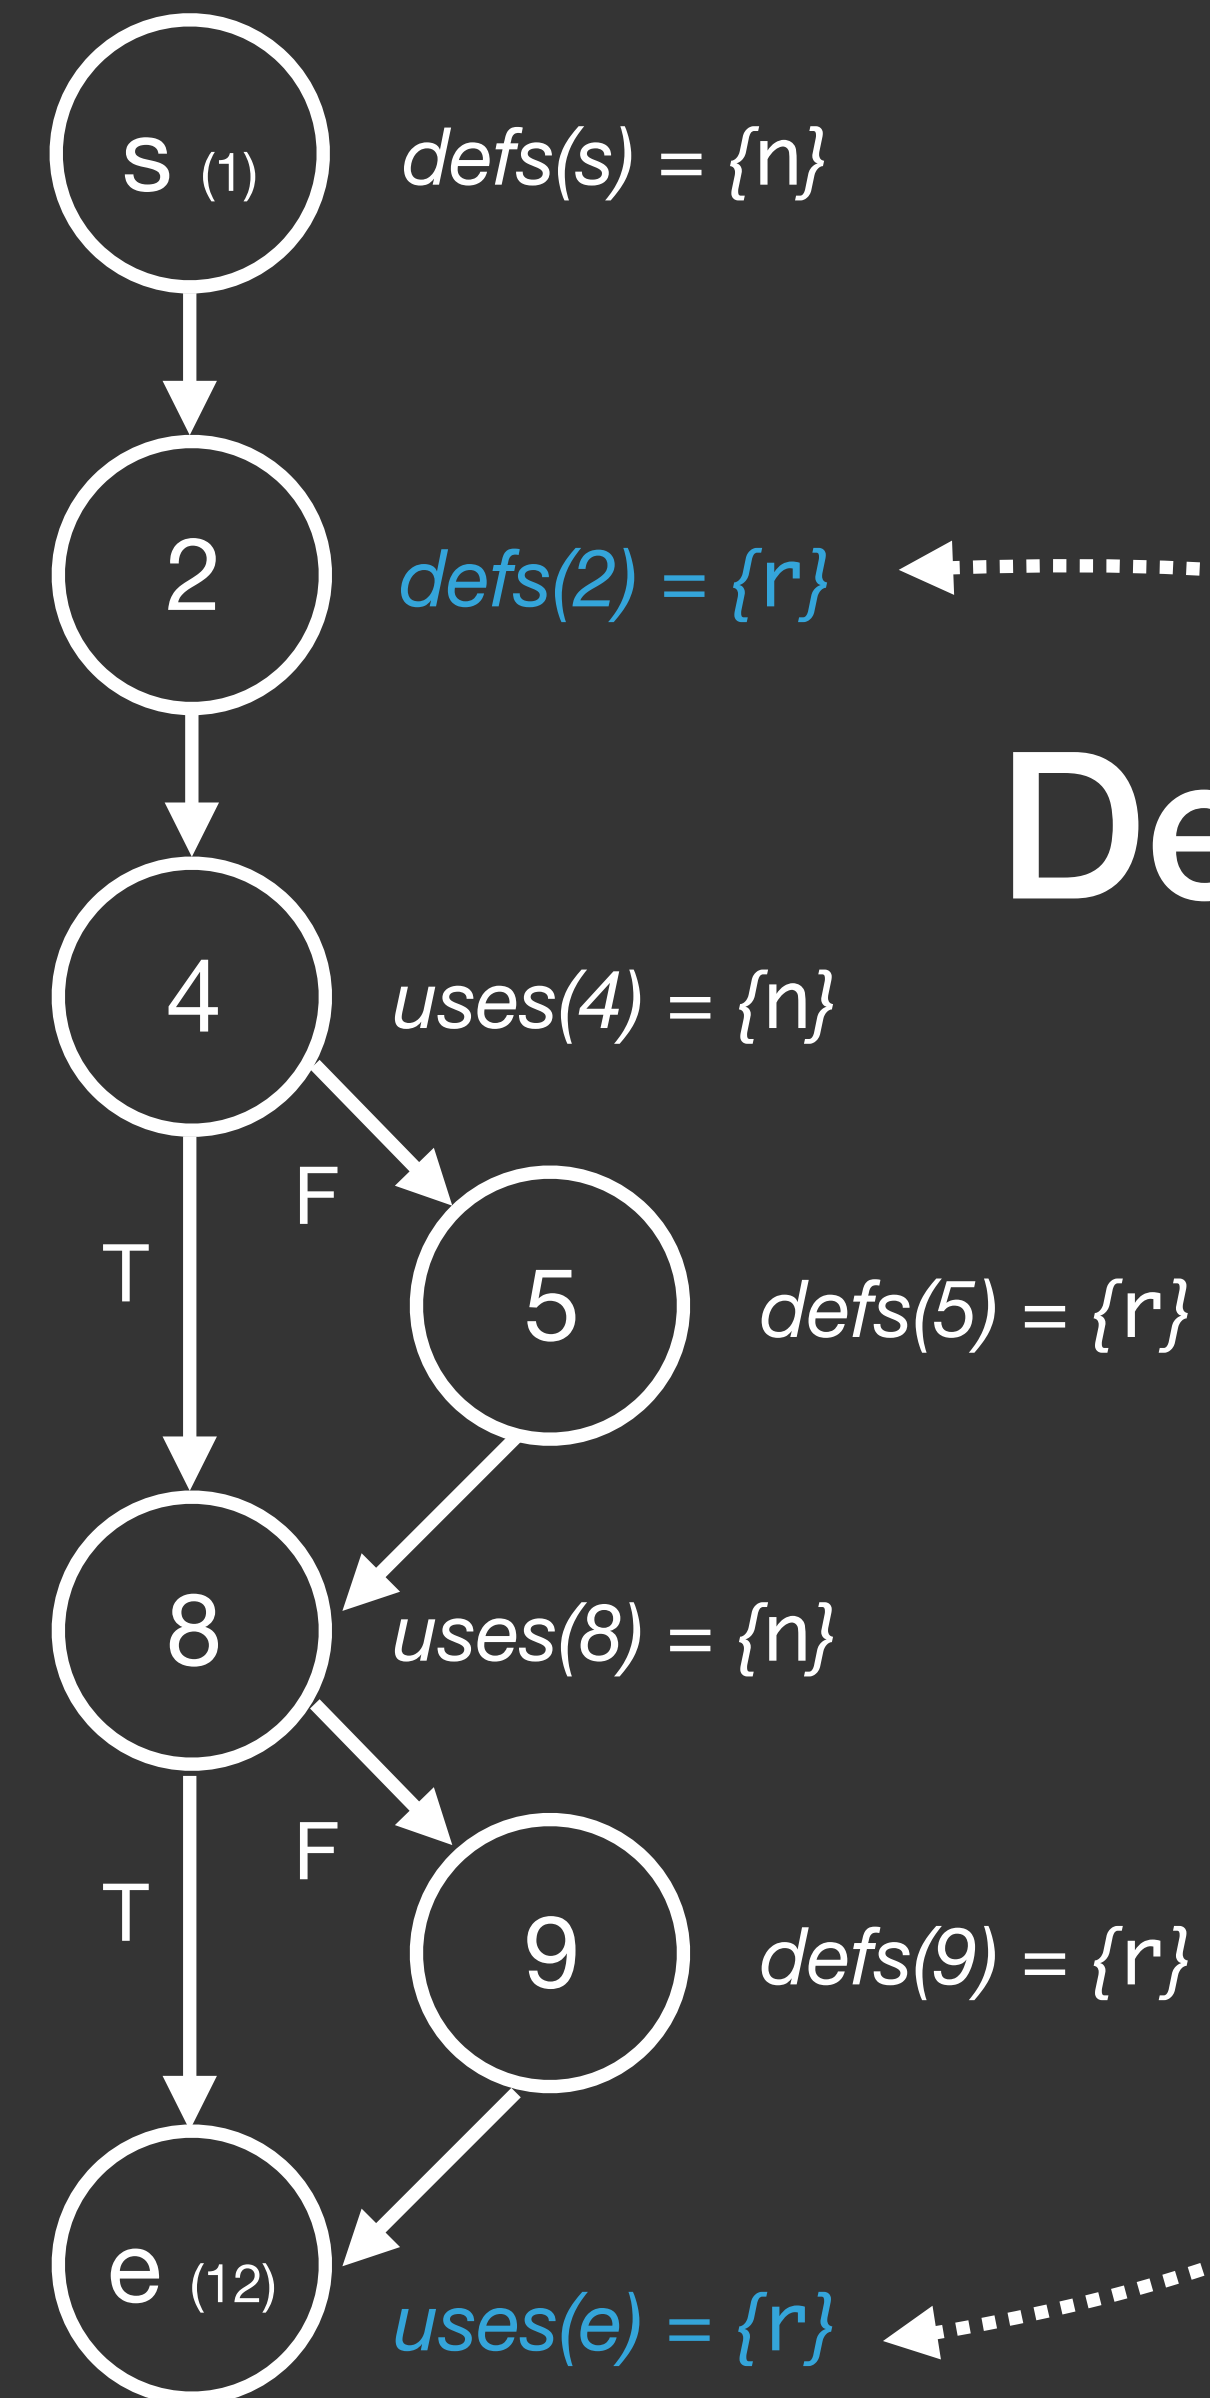 s (1) defs(s) = {n}
2 defs(2) = {r}
De
4 uses(4) = {n}
F
T
5 defs(5) = {r}
8 uses(8) = {n}
F
T
9 defs(9) = {r}
e (12) uses(e) = {r}